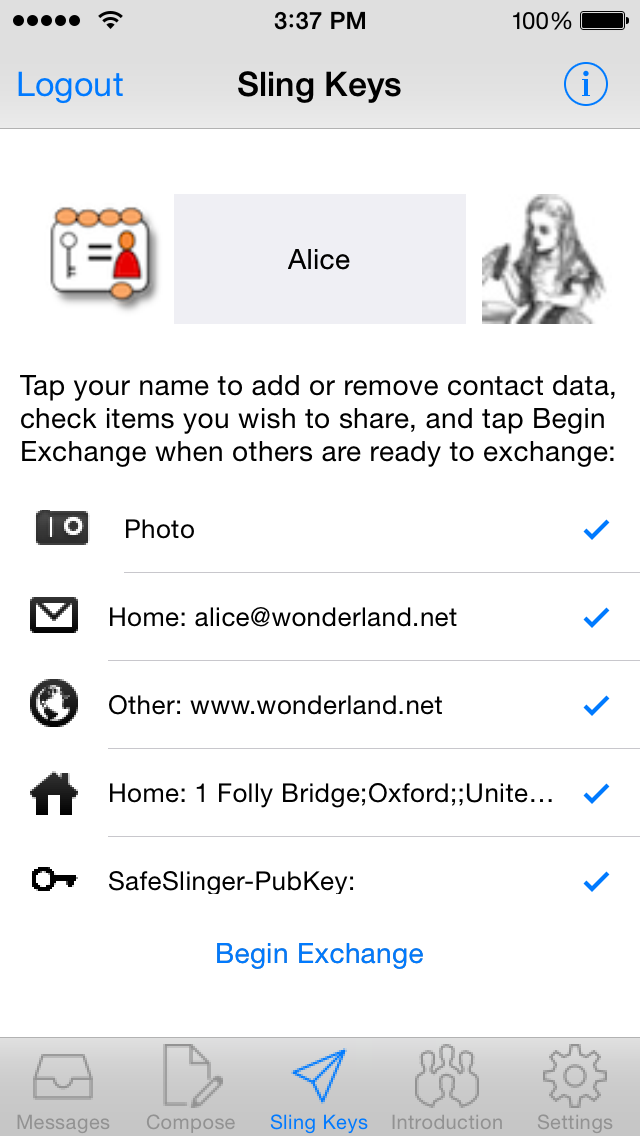 3:37 PM 100%
Logout Sling Keys
Alice
Tap your name to add or remove contact data,
check items you wish to share, and tap Begin
Exchange when others are ready to exchange:
Photo
Home: alice@wonderland.net
Other: www.wonderland.net
Home: 1 Folly Bridge;Oxford;;Unite...
SafeSlinger-PubKey:
Begin Exchange
Messages Compose Sling Keys Introduction Settings